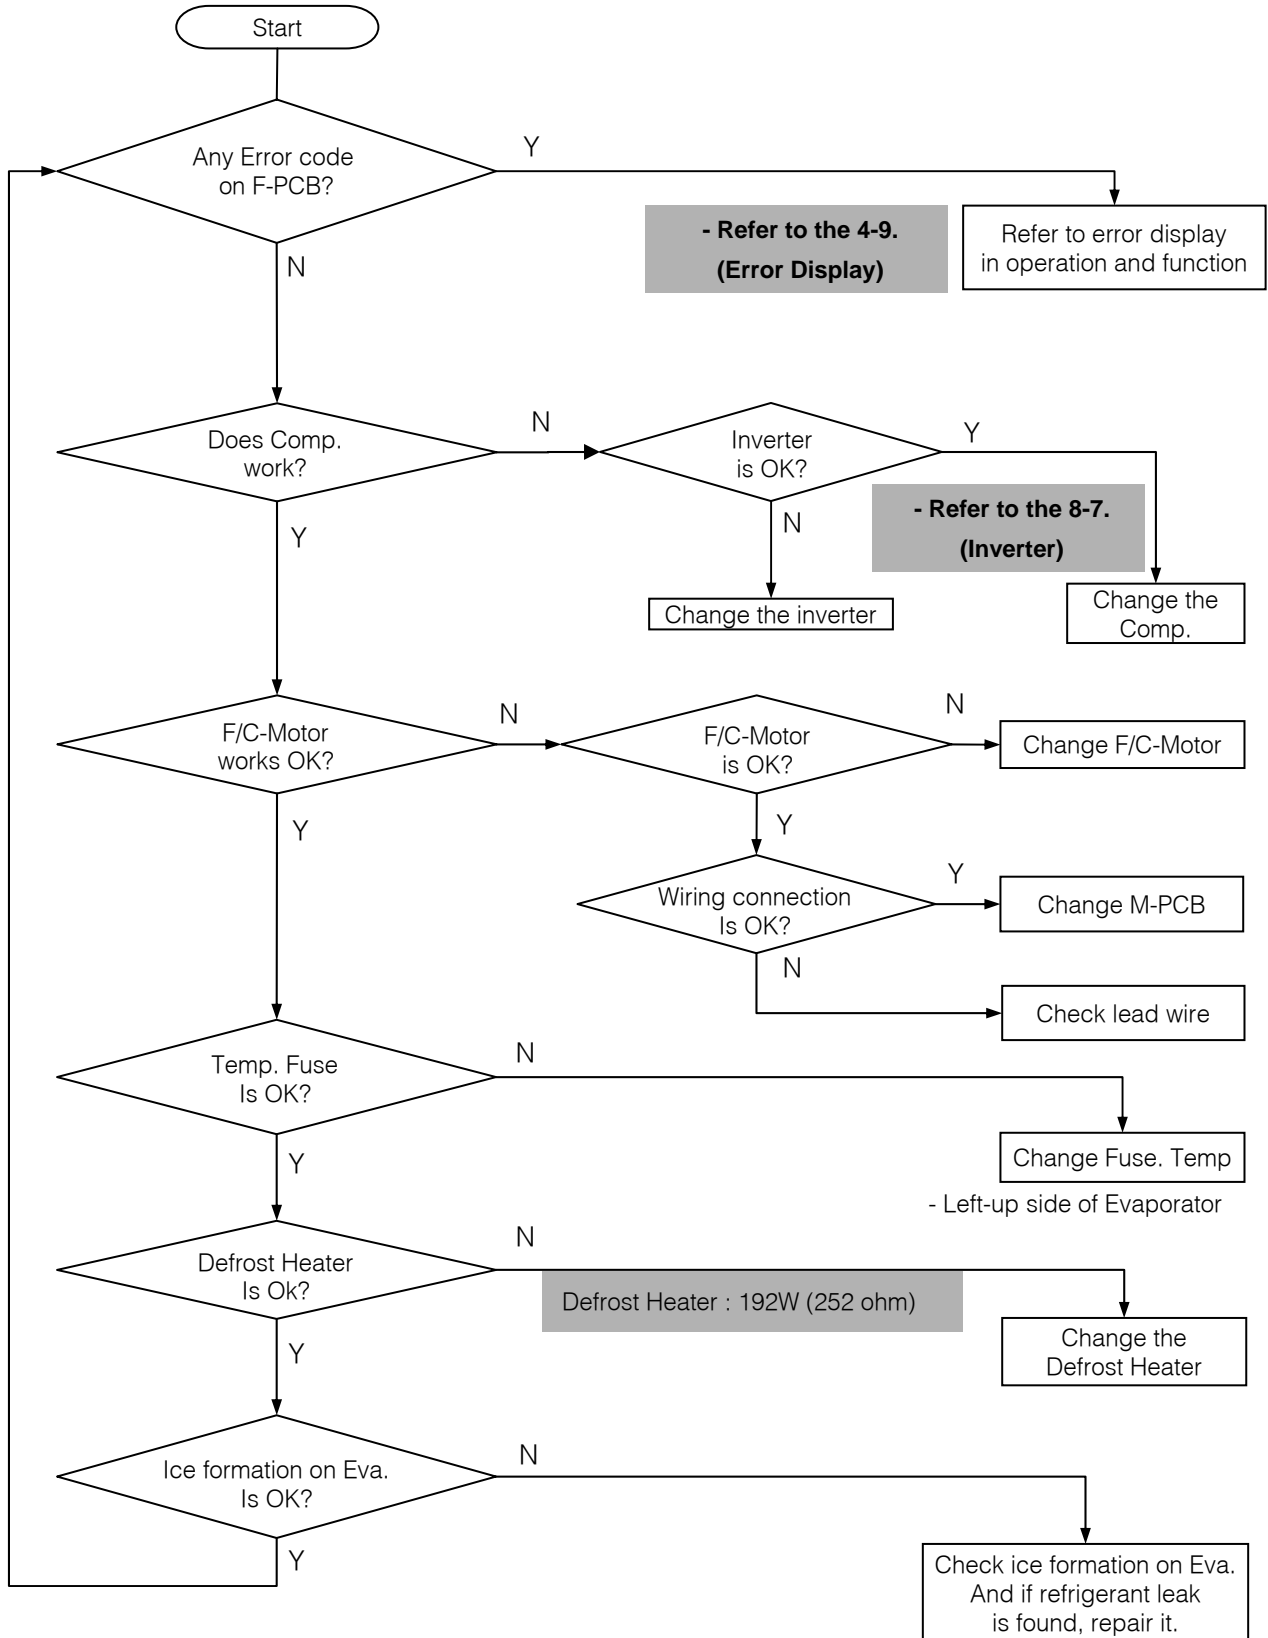 Start
Any Error code
on F-PCB?
Y
- Refer to the 4-9.
(Error Display)
Refer to error display
in operation and function
N
Does Comp.
work?
N
Inverter
is OK?
Y
- Refer to the 8-7.
(Inverter)
N
Y
Change the inverter
Change the
Comp.
F/C-Motor
works OK?
N
F/C-Motor
is OK?
N
Change F/C-Motor
Y
Y
Wiring connection
Is OK?
Y
Change M-PCB
N
Check lead wire
Temp. Fuse
Is OK?
N
Y
Change Fuse. Temp
- Left-up side of Evaporator
Defrost Heater
Is Ok?
N
Defrost Heater : 192W (252 ohm)
Change the
Defrost Heater
Y
Ice formation on Eva.
Is OK?
N
Y
Check ice formation on Eva.
And if refrigerant leak
is found, repair it.